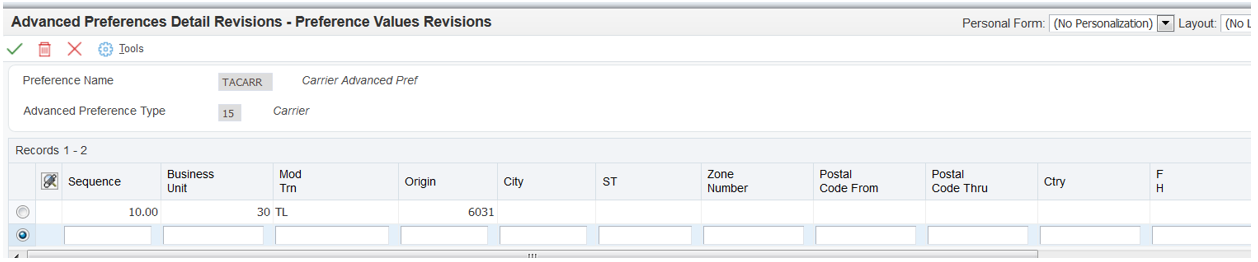 Advanced Preferences Detail Revisions - Preference Values Revisions
Personal Form: (No Personalization) Layout: (No L
Tools
Preference Name TACARR Carrier Advanced Pref
Advanced Preference Type 15 Carrier
Records 1 - 2
Sequence Business Unit Mod Trn Origin City ST Zone Number Postal Code From Postal Code Thru Ctry F H
10.00 30 TL 6031